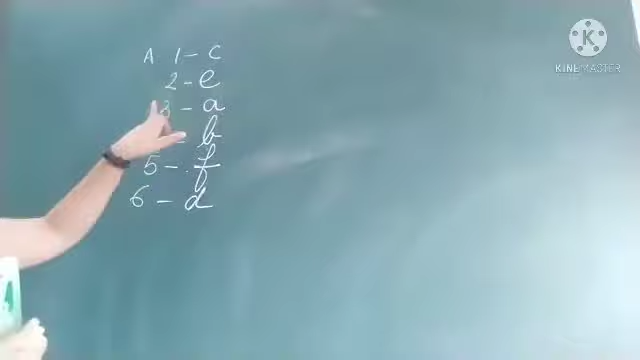 A 1 - C
2 - e
3 - a
- b
5 - f
6 - d
KINEMASTER